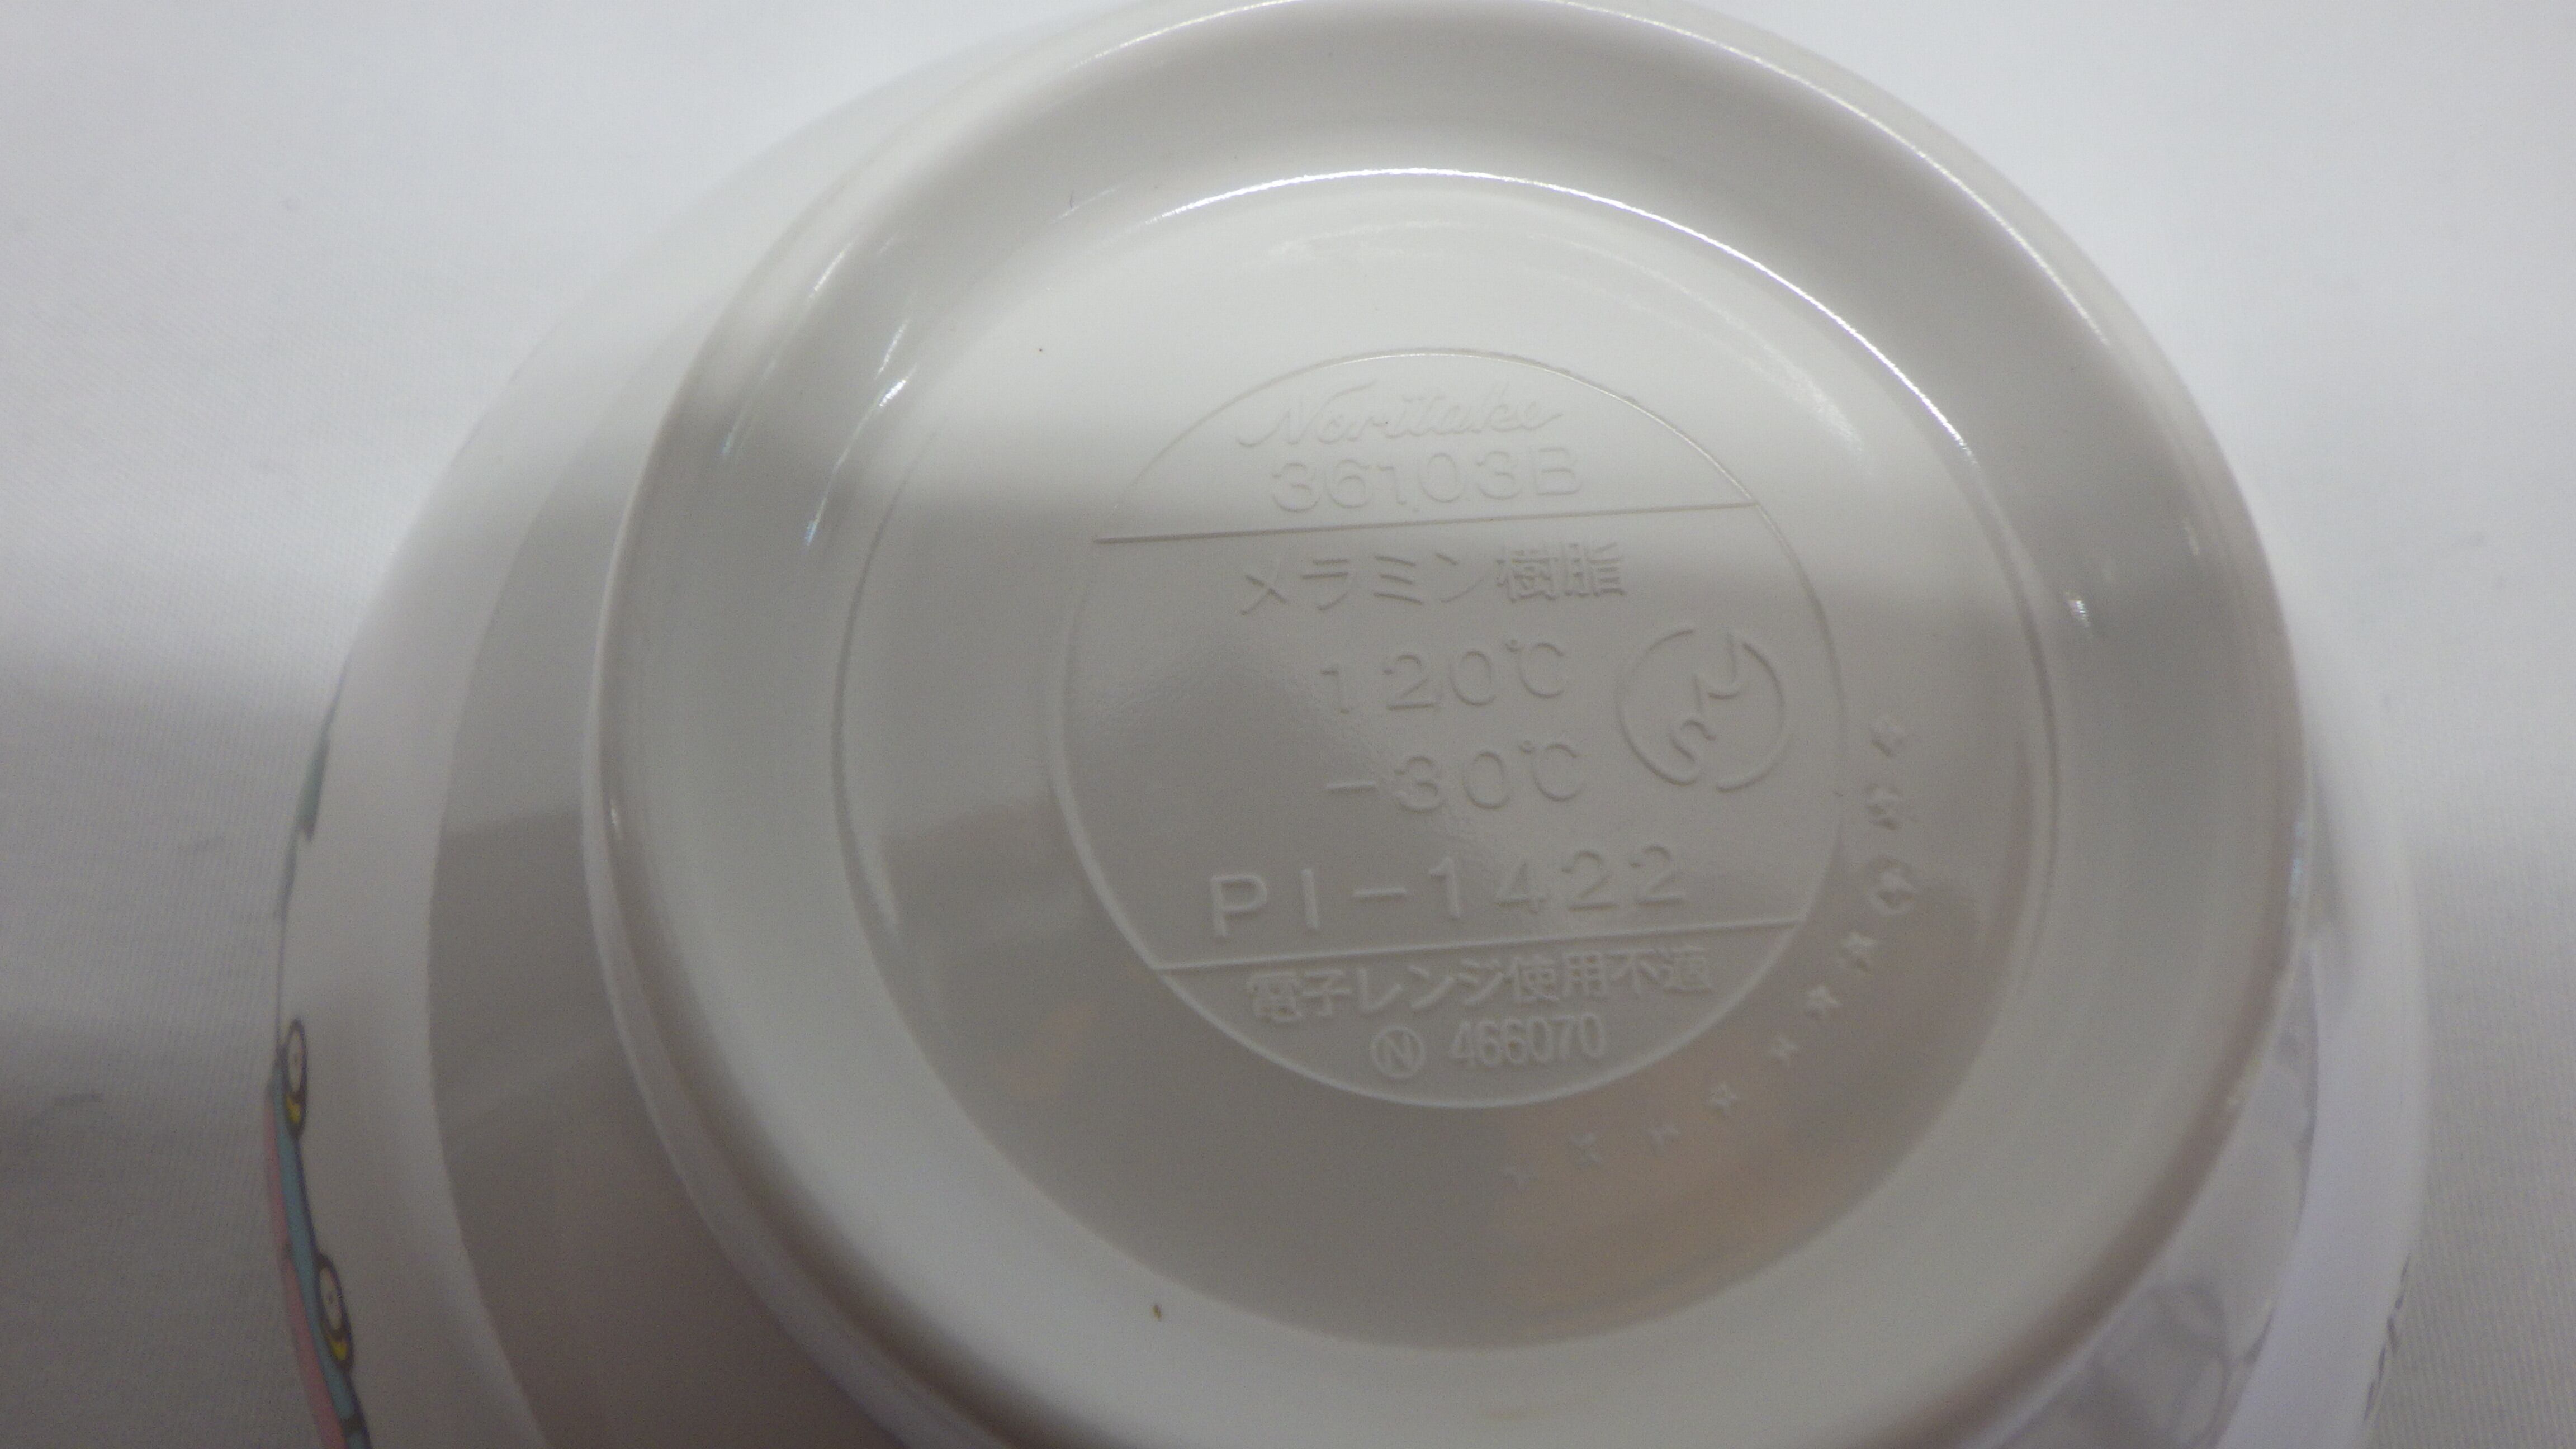 Noritake
36103B
メラミン樹脂
120℃
-30℃
PI-1422
電子レンジ使用不適
Ⓝ 466070